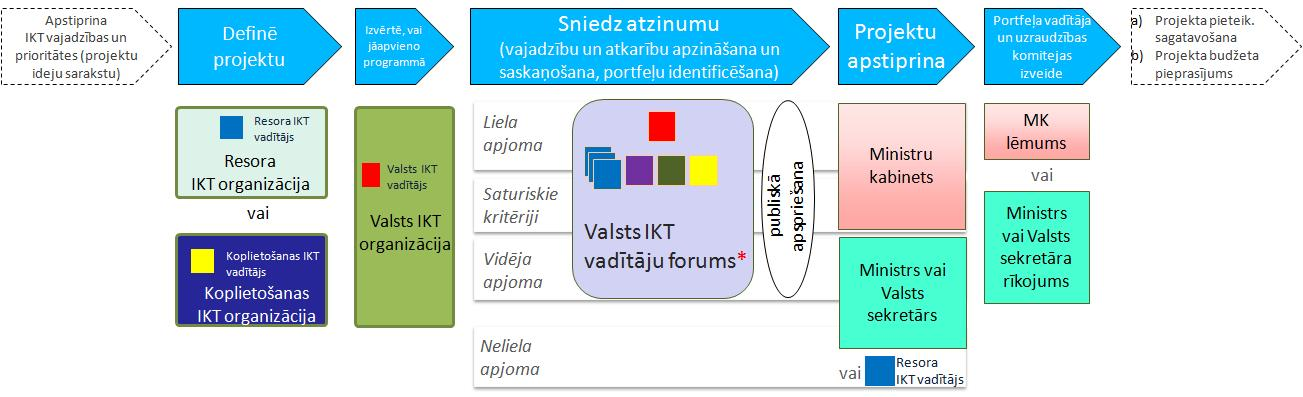 Apstiprina
IKT vajadzības un
prioritātes (projektu
ideju sarakstu)
Definē
projektu
Izvērtē, vai
jāapvieno
programmā
Sniedz atzinumu
(vajadzību un atkarību apzināšana un
saskaņošana, portfeļu identificēšana)
Projektu
apstiprina
Portfeļa vadītāja
un uzraudzības
komitejas
izveide
a) Projekta pieteik.
sagatavošana
b) Projekta budžeta
pieprasījums
Resora IKT
vadītājs
Resora
IKT organizācija
vai
Koplietošanas IKT
vadītājs
Koplietošanas
IKT organizācija
Valsts IKT
vadītājs
Valsts IKT
organizācija
Liela
apjoma
Saturiskie
kritēriji
Vidēja
apjoma
Neliela
apjoma
Valsts IKT
vadītāju forums*
publiskā
apspriešana
Ministru
kabinets
Ministrs vai
Valsts
sekretārs
vai
Resora
IKT vadītājs
MK
lēmums
vai
Ministrs
vai Valsts
sekretāra
rīkojums